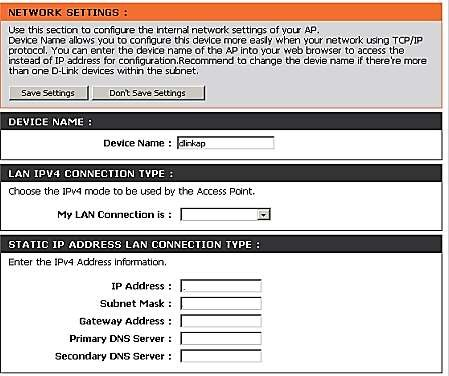 NETWORK SETTINGS :
Use this section to configure the internal network settings of your AP.
Device Name allows you to configure this device more easily when your network using TCP/IP
protocol. You can enter the device name of the AP into your web browser to access the
instead of IP address for configuration.Recommend to change the devie name if there're more
than one D-Link devices within the subnet.
Save Settings Don't Save Settings
DEVICE NAME :
Device Name : dlinkap
LAN IPV4 CONNECTION TYPE :
Choose the IPv4 mode to be used by the Access Point.
My LAN Connection is :
STATIC IP ADDRESS LAN CONNECTION TYPE :
Enter the IPv4 Address information.
IP Address : .
Subnet Mask :
Gateway Address :
Primary DNS Server :
Secondary DNS Server :